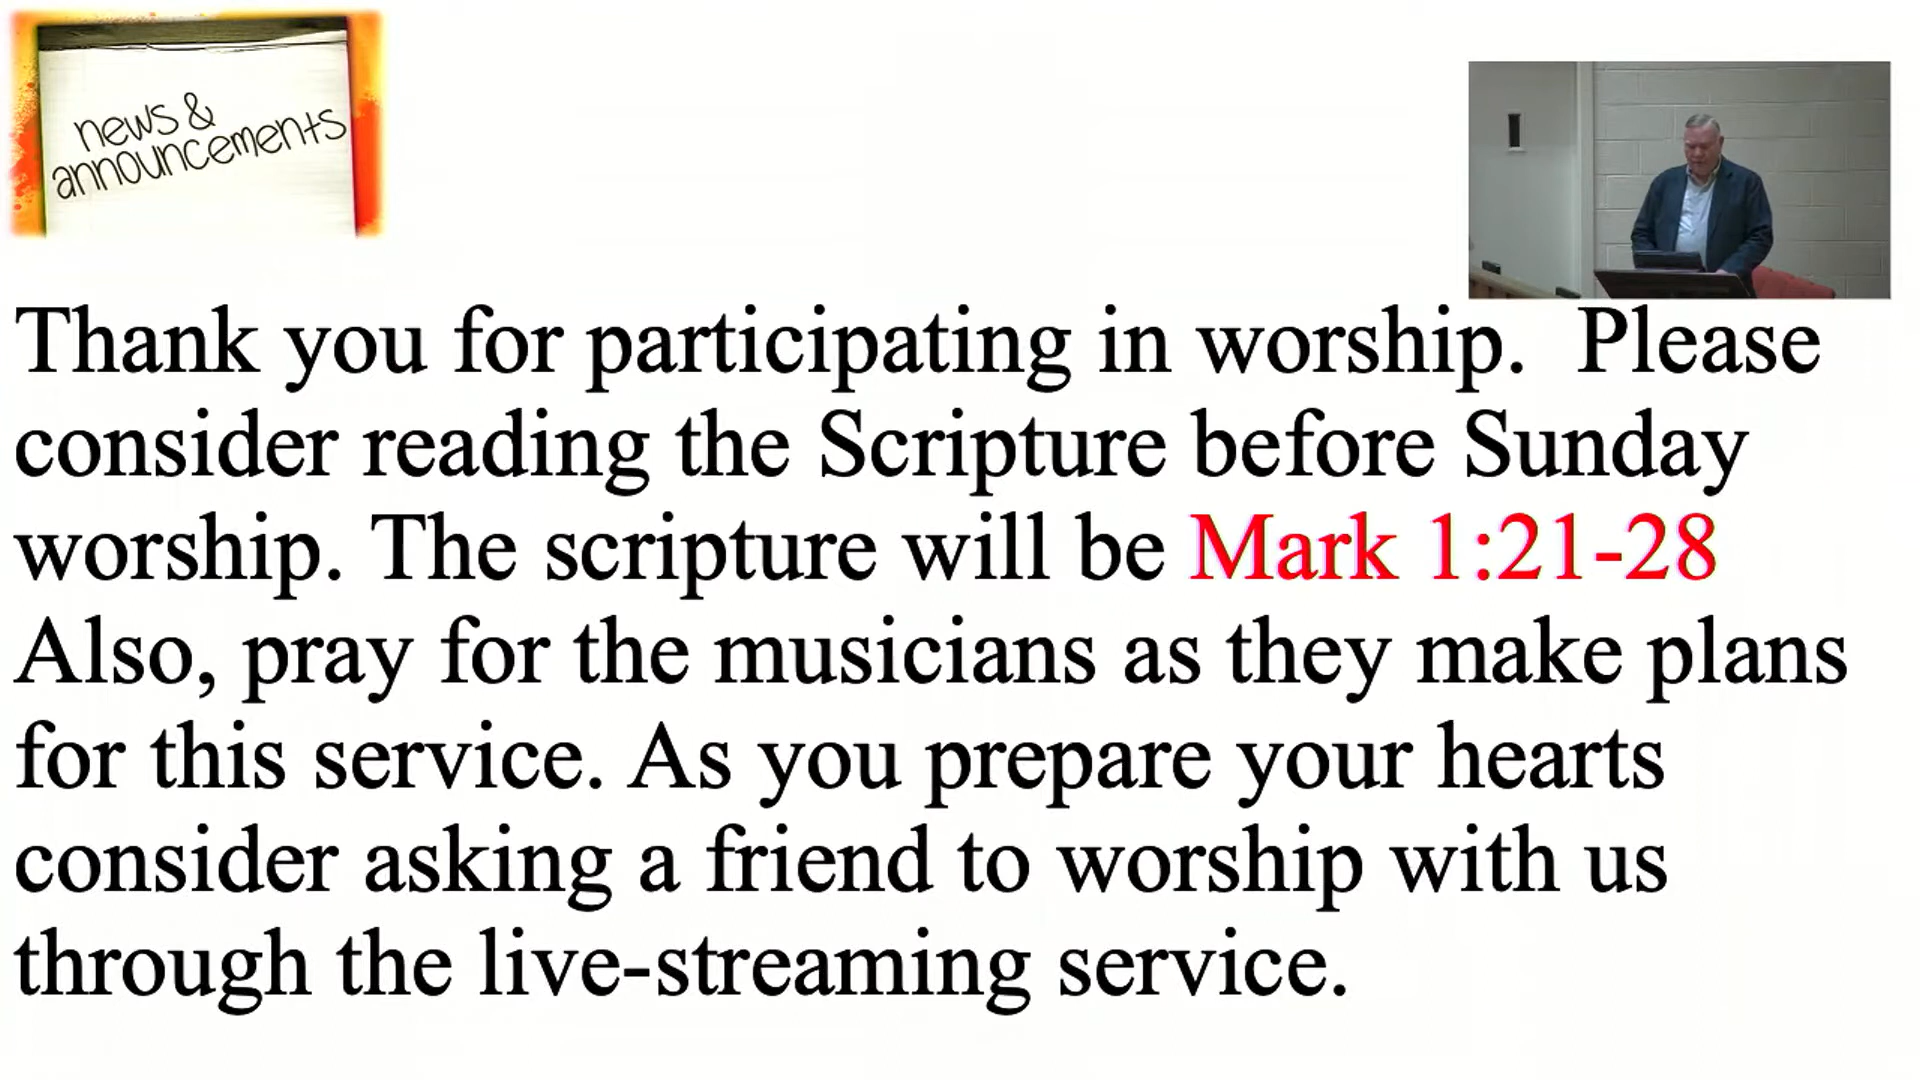 news &
announcements
Thank you for participating in worship.  Please
consider reading the Scripture before Sunday
worship. The scripture will be Mark 1:21-28
Also, pray for the musicians as they make plans
for this service. As you prepare your hearts
consider asking a friend to worship with us
through the live-streaming service.